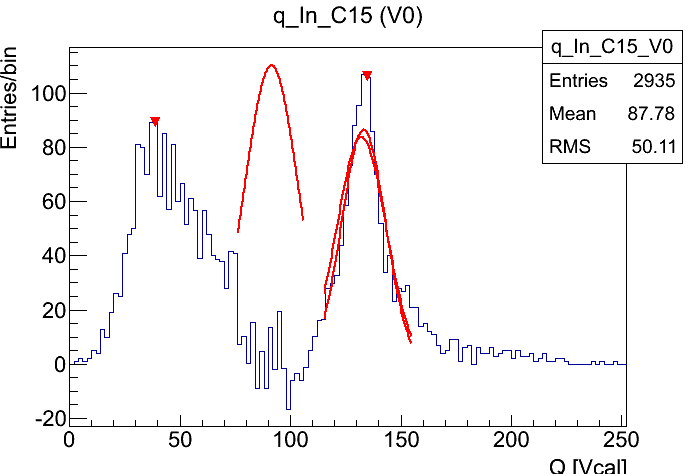 q_In_C15 (V0)
Entries/bin
q_In_C15_V0
Entries 2935
Mean 87.78
RMS 50.11
100
80
60
40
20
0
-20
0 50 100 150 200 250
Q [Vcal]